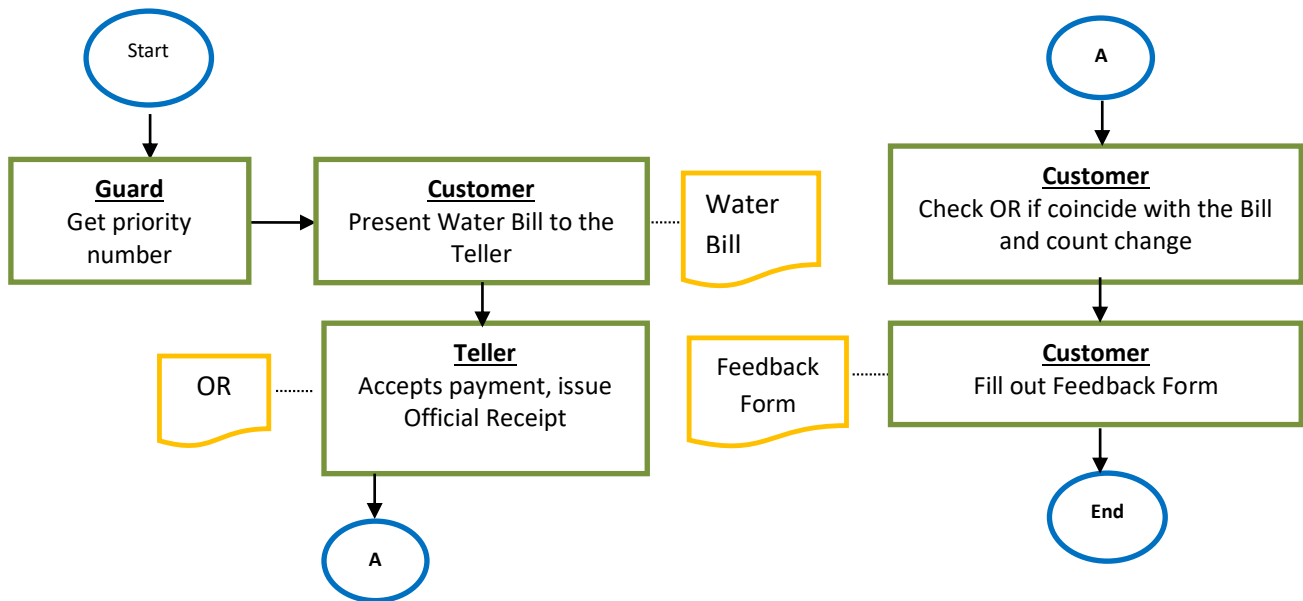 Start
Guard
Get priority
number
Customer
Present Water Bill to the
Teller
Water
Bill
Teller
Accepts payment, issue
Official Receipt
OR
A
A
Customer
Check OR if coincide with the Bill
and count change
Customer
Fill out Feedback Form
Feedback
Form
End